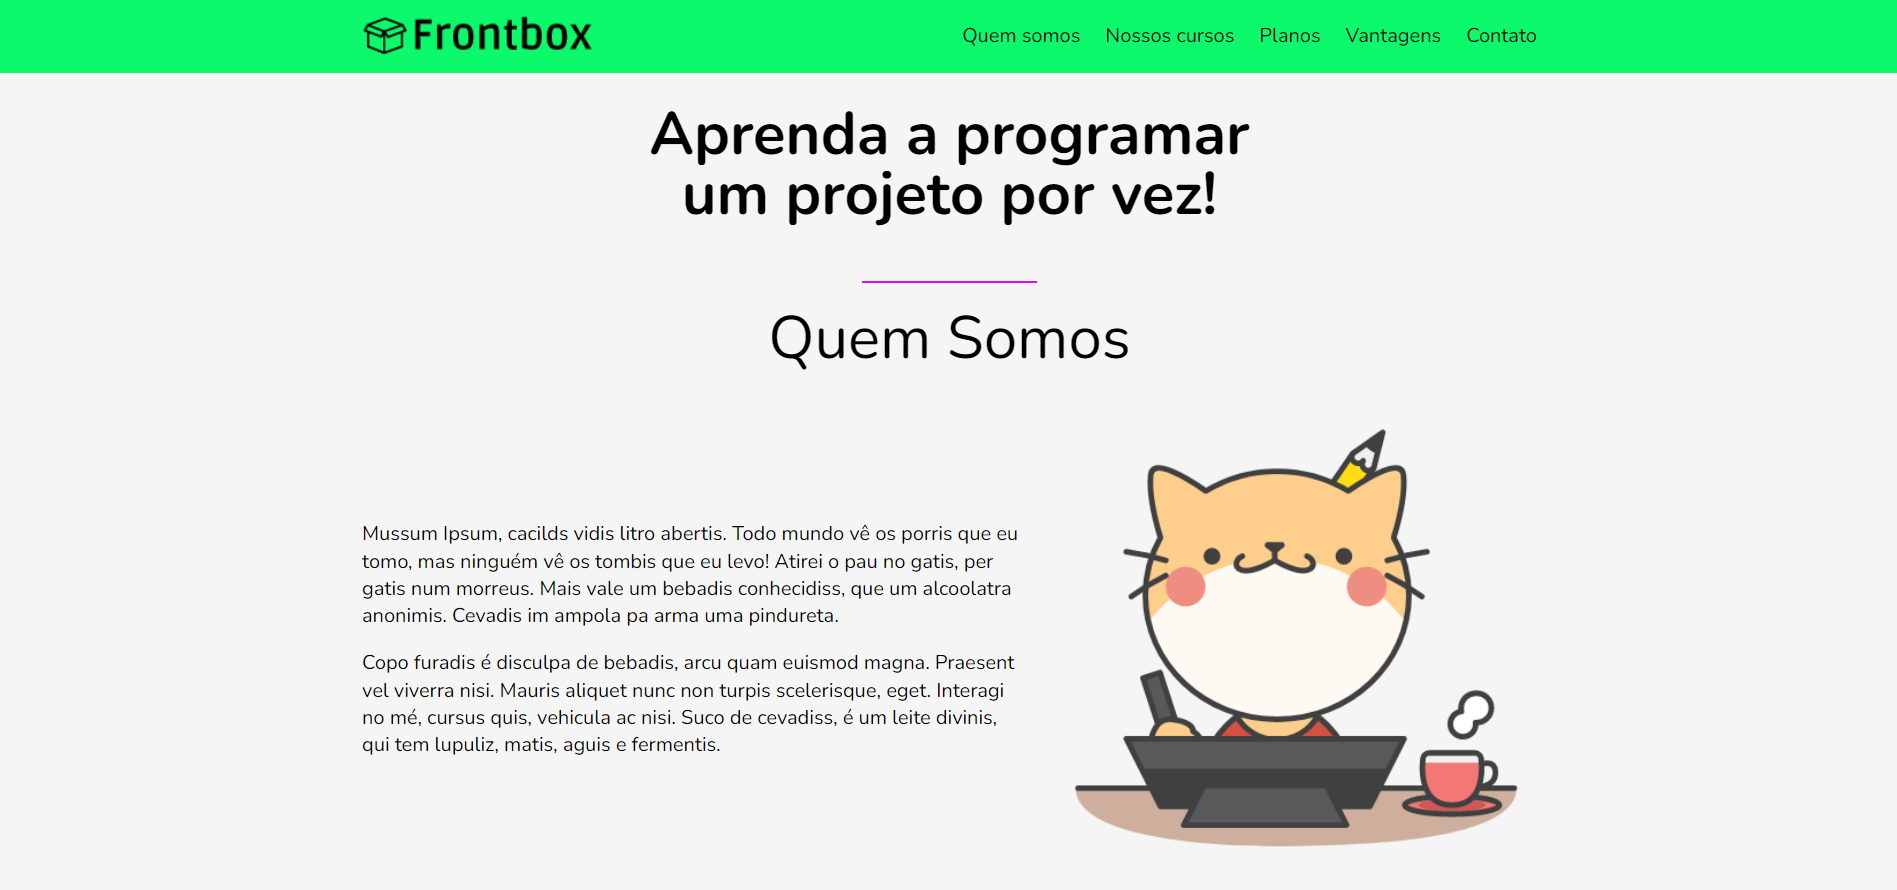 Frontbox
Quem somos Nossos cursos Planos Vantagens Contato
Aprenda a programar
um projeto por vez!
Quem Somos
Mussum Ipsum, cacilds vidis litro abertis. Todo mundo vê os porris que eu
tomo, mas ninguém vê os tombis que eu levo! Atirei o pau no gatis, per
gatis num morreus. Mais vale um bebadis conhecidiss, que um alcoolatra
anonimis. Cevadis im ampola pa arma uma pindureta.
Copo furadis é disculpa de bebadis, arcu quam euismod magna. Praesent
vel viverra nisi. Mauris aliquet nunc non turpis scelerisque, eget. Interagi
no mé, cursus quis, vehicula ac nisi. Suco de cevadiss, é um leite divinis,
qui tem lupuliz, matis, aguis e fermentis.